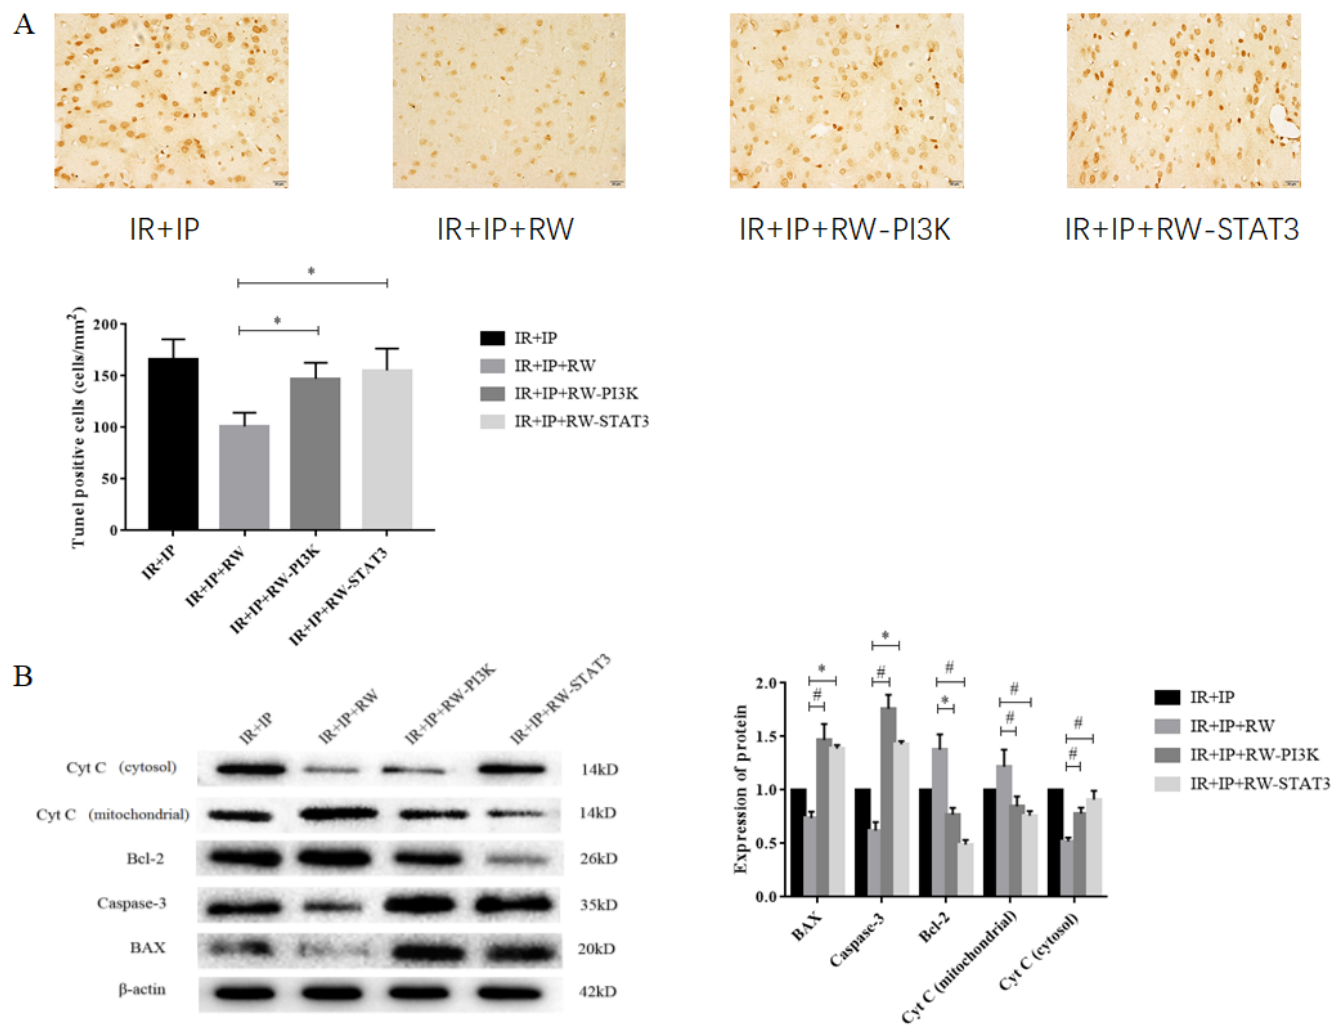 A
IR+IP
IR+IP+RW
IR+IP+RW-PI3K
IR+IP+RW-STAT3
*
*
Tunel positive cells (cells/mm²)
200
150
100
50
0
IR+IP
IR+IP+RW
IR+IP+RW-PI3K
IR+IP+RW-STAT3
IR+IP
IR+IP+RW
IR+IP+RW-PI3K
IR+IP+RW-STAT3
B
IR+IP
IR+IP+RW
IR+IP+RW-PI3K
IR+IP+RW-STAT3
Cyt C (cytosol) 14kD
Cyt C (mitochondrial) 14kD
Bcl-2 26kD
Caspase-3 35kD
BAX 20kD
β-actin 42kD
Expression of protein
2.0
1.5
1.0
0.5
0.0
*
#
*
#
#
*
#
#
#
#
BAX
Caspase-3
Bcl-2
Cyt C (mitochondrial)
Cyt C (cytosol)
IR+IP
IR+IP+RW
IR+IP+RW-PI3K
IR+IP+RW-STAT3